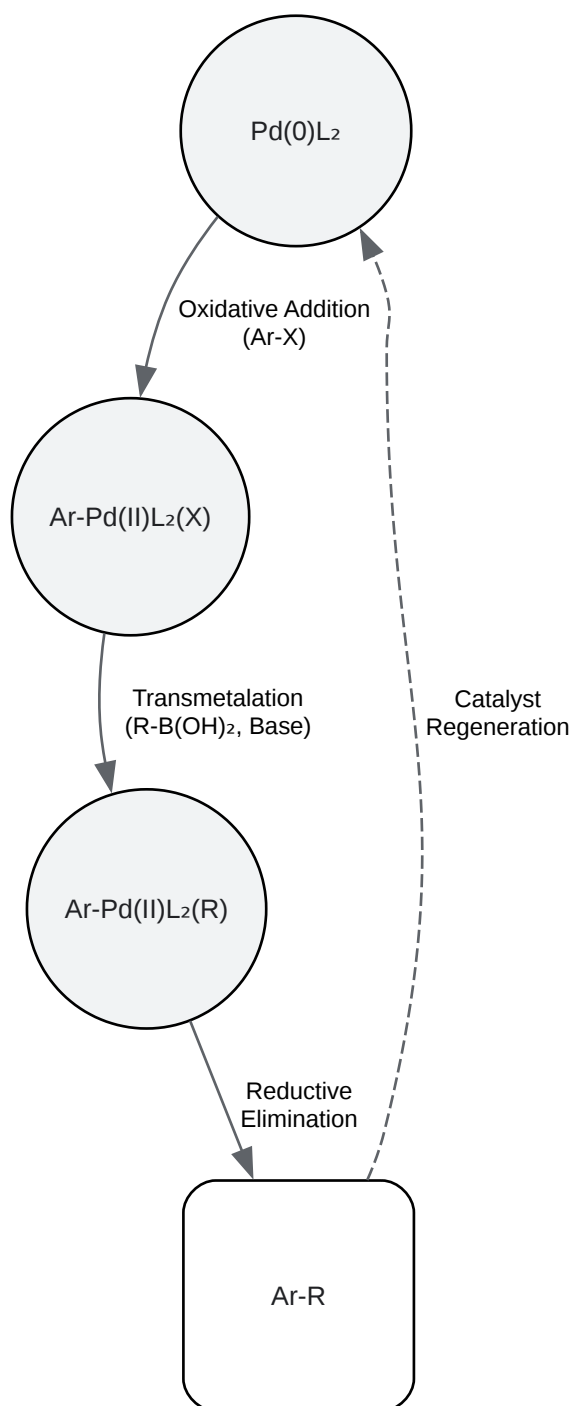 Pd(0)L₂
Oxidative Addition
(Ar-X)
Ar-Pd(II)L₂(X)
Transmetalation
(R-B(OH)₂, Base)
Catalyst
Regeneration
Ar-Pd(II)L₂(R)
Reductive
Elimination
Ar-R